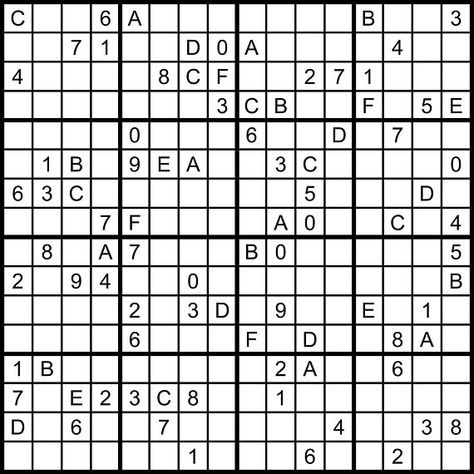 C 6 A B 3
7 1 D 0 A 4
4 8 C F 2 7 1
3 C B F 5 E
0 6 D 7
1 B 9 E A 3 C 0
6 3 C 5 D
7 F A 0 C 4
8 A 7 B 0 5
2 9 4 0 B
2 3 D 9 E 1
6 F D 8 A
1 B 2 A 6
7 E 2 3 C 8 1
D 6 7 4 3 8
1 6 2